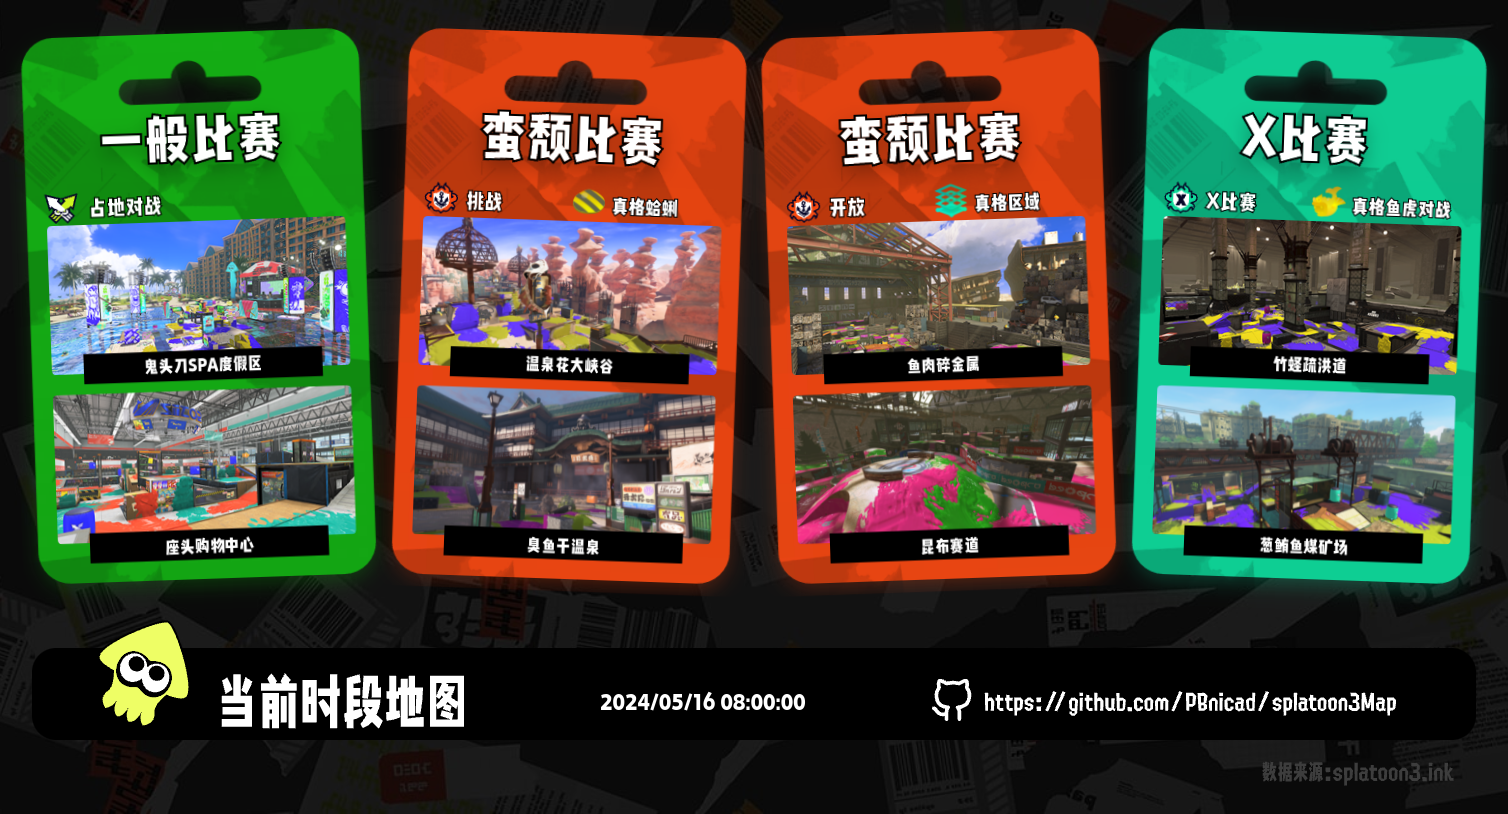 一般比赛
占地对战
鬼头刀SPA度假区
座头购物中心
蛮颓比赛
挑战
真格蛤蜊
温泉花大峡谷
臭鱼干温泉
蛮颓比赛
开放
真格区域
鱼肉碎金属
昆布赛道
X比赛
X比赛
真格鱼虎对战
竹蛏疏洪道
葱鲔鱼煤矿场
当前时段地图
2024/05/16 08:00:00
https://github.com/PBnicad/splatoon3Map
数据来源:splatoon3.ink